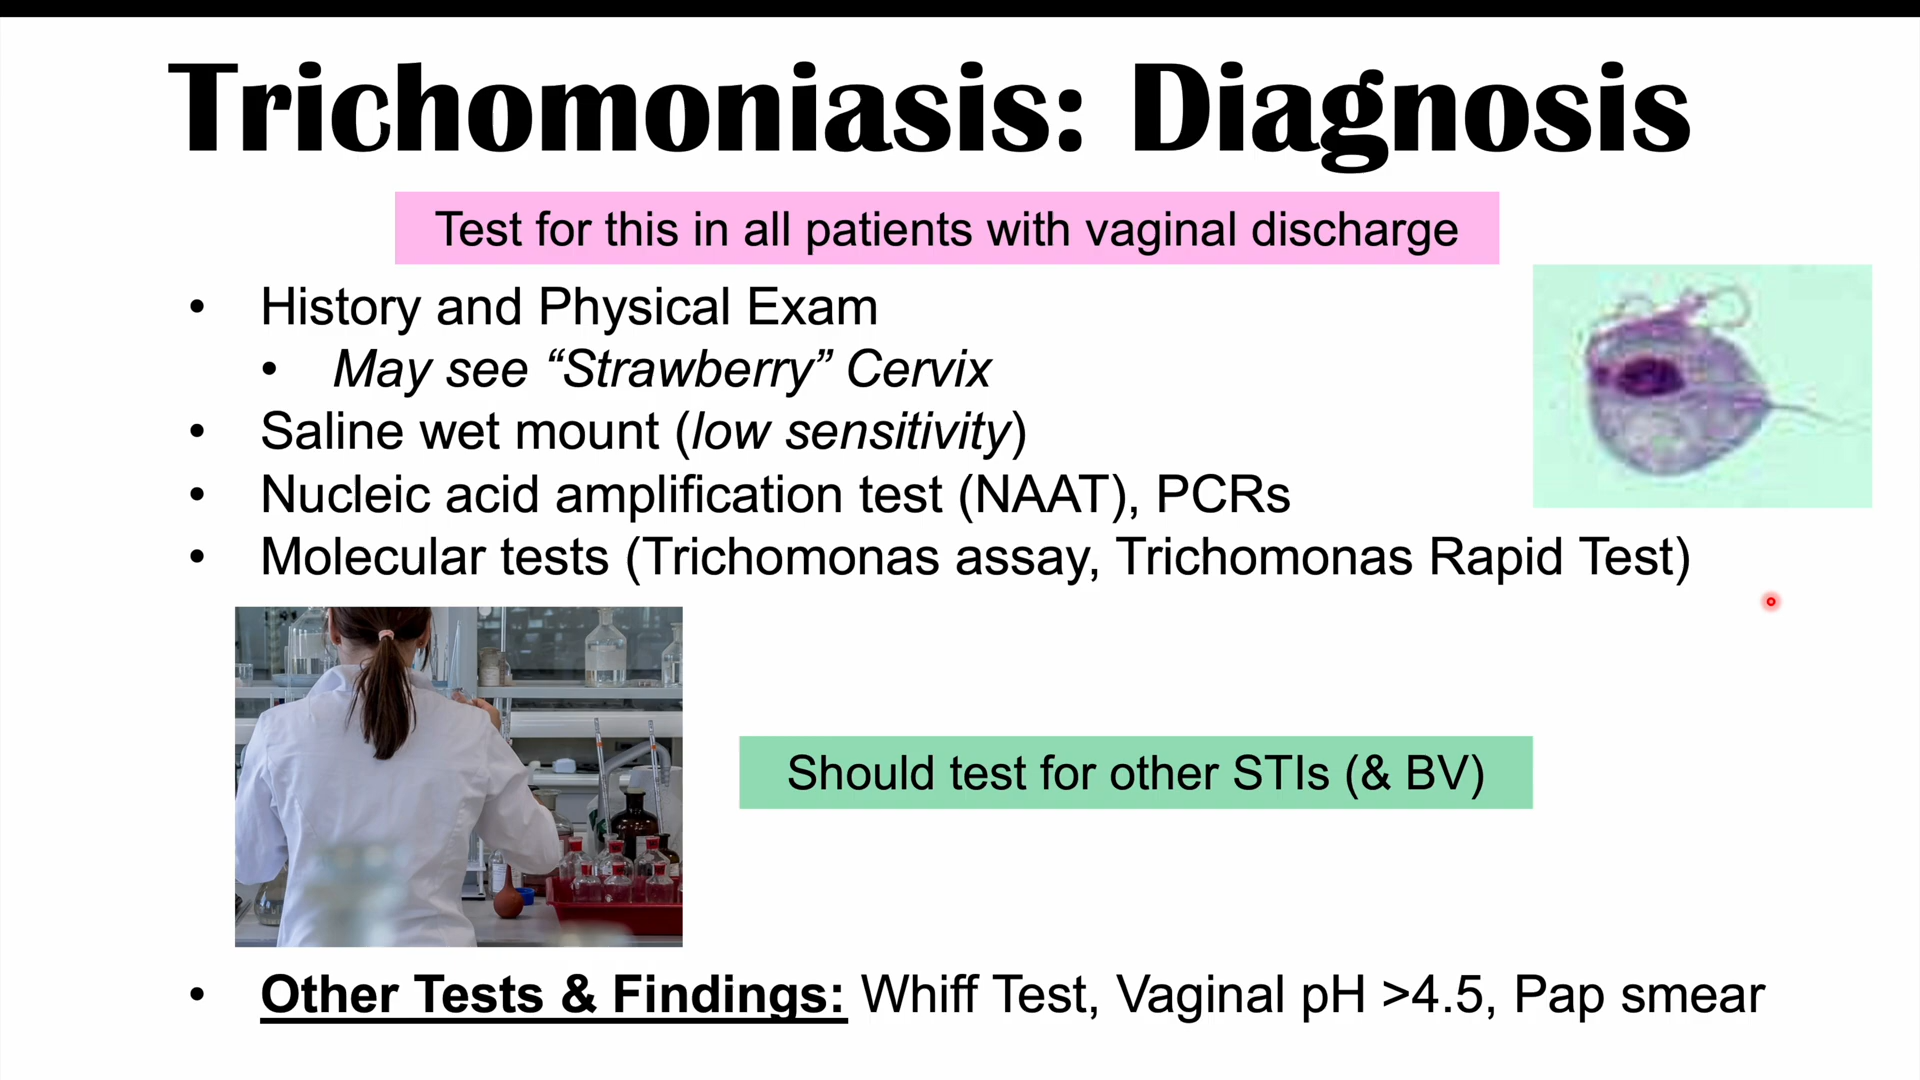 Trichomoniasis: Diagnosis
Test for this in all patients with vaginal discharge
• History and Physical Exam
• May see “Strawberry” Cervix
• Saline wet mount (low sensitivity)
• Nucleic acid amplification test (NAAT), PCRs
• Molecular tests (Trichomonas assay, Trichomonas Rapid Test)
Should test for other STIs (& BV)
• Other Tests & Findings: Whiff Test, Vaginal pH >4.5, Pap smear